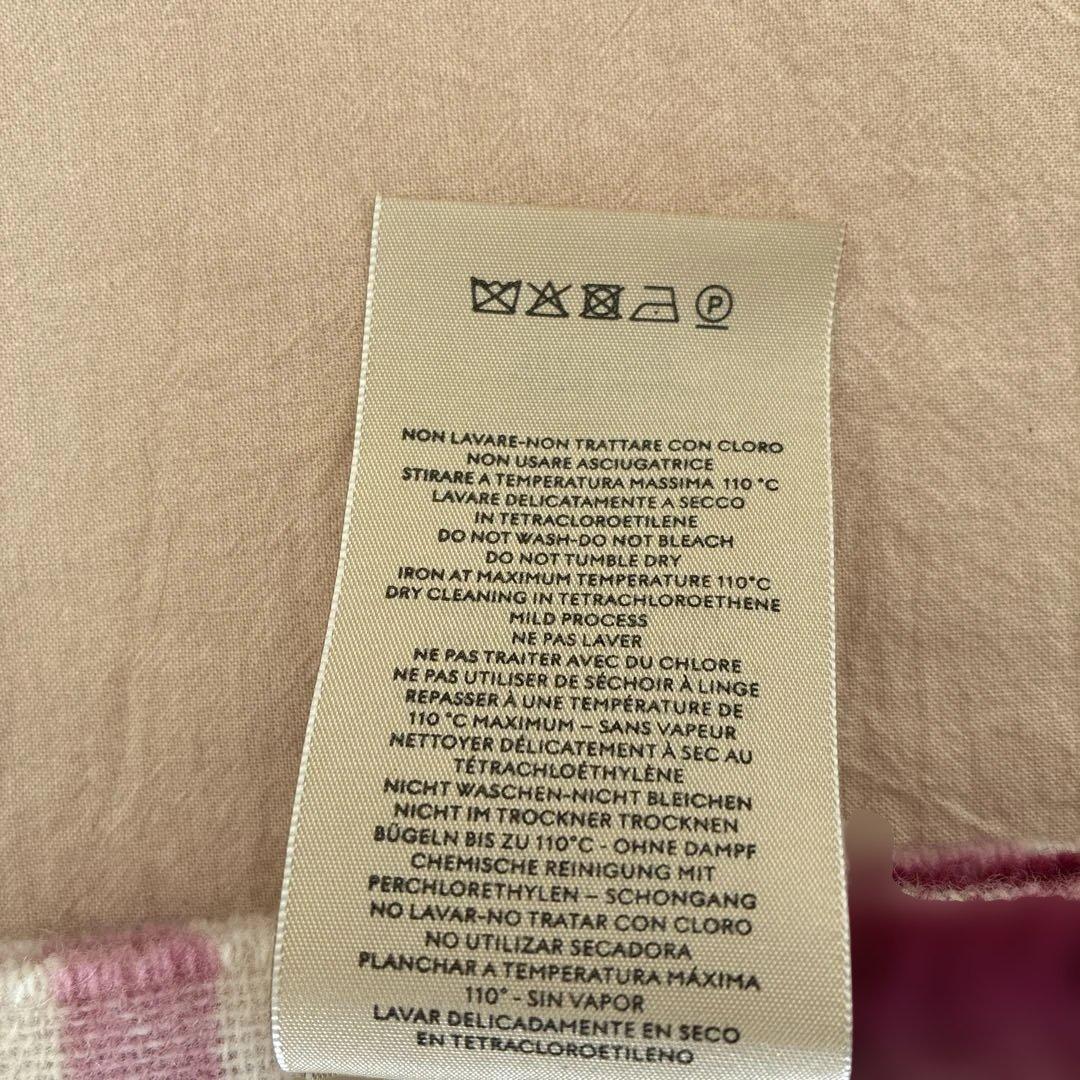 P
NON LAVARE-NON TRATTARE CON CLORO
NON USARE ASCIUGATRICE
STIRARE A TEMPERATURA MASSIMA 110 °C
LAVARE DELICATAMENTE A SECCO
IN TETRACLOROETILENE
DO NOT WASH-DO NOT BLEACH
DO NOT TUMBLE DRY
IRON AT MAXIMUM TEMPERATURE 110°C
DRY CLEANING IN TETRACHLOROETHENE
MILD PROCESS
NE PAS LAVER
NE PAS TRAITER AVEC DU CHLORE
NE PAS UTILISER DE SÉCHOIR À LINGE
REPASSER À UNE TEMPÉRATURE DE
110 °C MAXIMUM – SANS VAPEUR
NETTOYER DÉLICATEMENT À SEC AU
TÉTRACHLOÉTHYLÈNE
NICHT WASCHEN-NICHT BLEICHEN
NICHT IM TROCKNER TROCKNEN
BÜGELN BIS ZU 110°C - OHNE DAMPF
CHEMISCHE REINIGUNG MIT
PERCHLORETHYLEN – SCHONGANG
NO LAVAR-NO TRATAR CON CLORO
NO UTILIZAR SECADORA
PLANCHAR A TEMPERATURA MÁXIMA
110° - SIN VAPOR
LAVAR DELICADAMENTE EN SECO
EN TETRACLOROETILENO